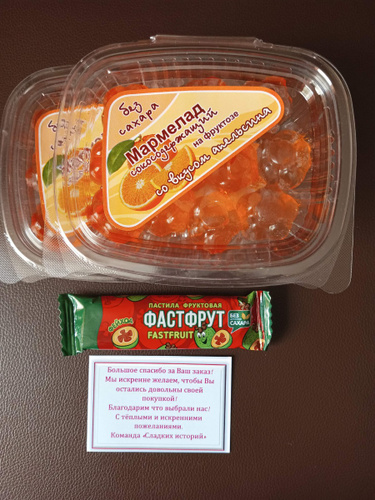 без
сахара
Мармелад
сокосодержащий
на фруктозе
со вкусом апельсина
ПАСТИЛА ФРУКТОВАЯ
ФАСТФРУТ
FASTFRUIT
БЕЗ
САХАРА
Большое спасибо за Ваш заказ!
Мы искренне желаем, чтобы Вы
остались довольны своей
покупкой!
Благодарим что выбрали нас!
С тёплыми и искренними
пожеланиями.
Команда «Сладких историй»